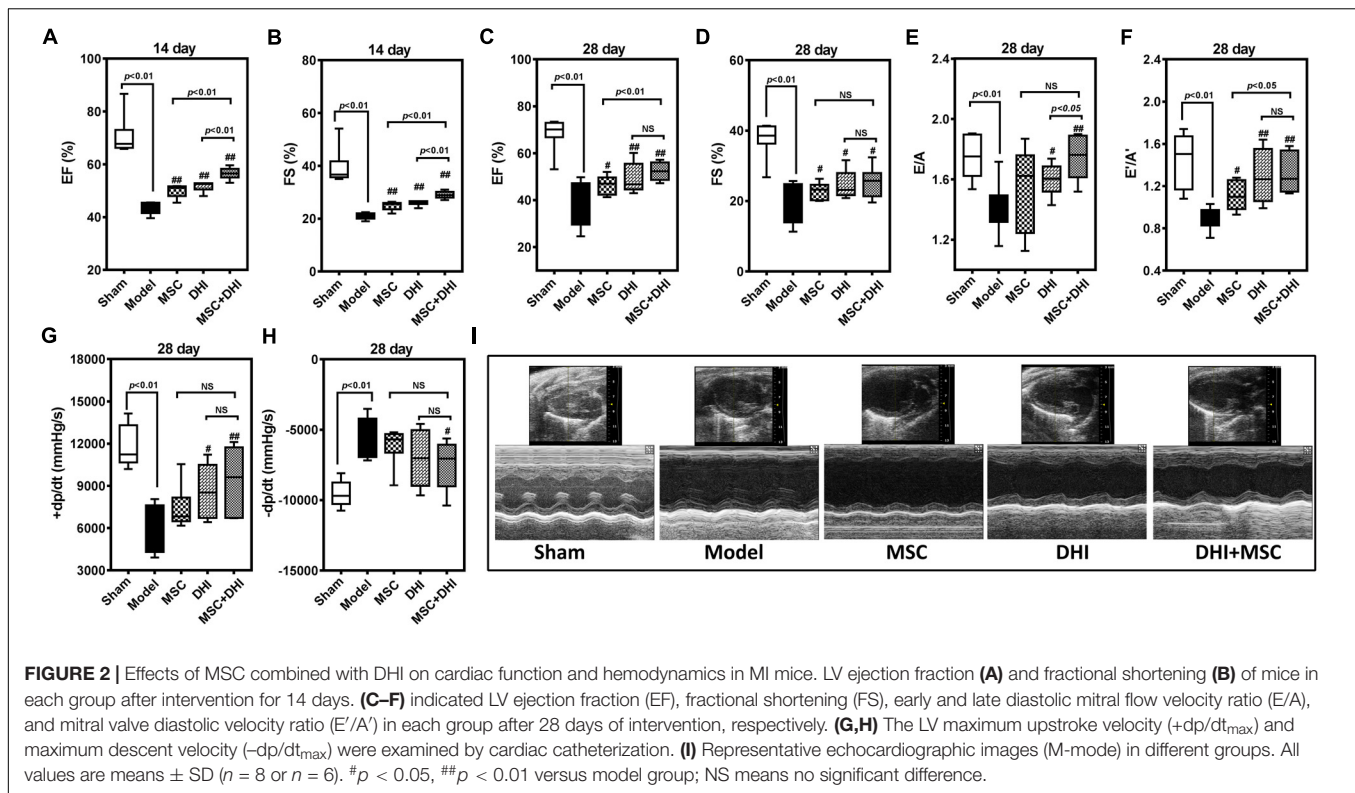 A
14 day
EF (%)
100
80
60
40
20
p<0.01
p<0.01
p<0.01
##
##
##
Sham
Model
MSC
DHI
MSC+DHI
B
14 day
FS (%)
80
60
40
20
0
p<0.01
p<0.01
p<0.01
##
##
##
Sham
Model
MSC
DHI
MSC+DHI
C
28 day
EF (%)
100
80
60
40
20
p<0.01
p<0.01
NS
#
##
##
Sham
Model
MSC
DHI
MSC+DHI
D
28 day
FS (%)
60
40
20
0
p<0.01
NS
NS
#
#
#
Sham
Model
MSC
DHI
MSC+DHI
E
28 day
E/A
2.4
2.0
1.6
1.2
p<0.01
NS
p<0.05
#
##
Sham
Model
MSC
DHI
MSC+DHI
F
28 day
E'/A'
2.4
2.0
1.6
1.2
0.8
0.4
p<0.01
p<0.05
NS
#
##
##
Sham
Model
MSC
DHI
MSC+DHI
G
28 day
+dp/dt (mmHg/s)
18000
15000
12000
9000
6000
3000
p<0.01
NS
NS
#
##
Sham
Model
MSC
DHI
MSC+DHI
H
28 day
-dp/dt (mmHg/s)
0
-5000
-10000
-15000
p<0.01
NS
NS
#
Sham
Model
MSC
DHI
MSC+DHI
I
Sham
Model
MSC
DHI
DHI+MSC
FIGURE 2 | Effects of MSC combined with DHI on cardiac function and hemodynamics in MI mice. LV ejection fraction (A) and fractional shortening (B) of mice in
each group after intervention for 14 days. (C–F) indicated LV ejection fraction (EF), fractional shortening (FS), early and late diastolic mitral flow velocity ratio (E/A),
and mitral valve diastolic velocity ratio (E′/A′) in each group after 28 days of intervention, respectively. (G,H) The LV maximum upstroke velocity (+dp/dtmax) and
maximum descent velocity (–dp/dtmax) were examined by cardiac catheterization. (I) Representative echocardiographic images (M-mode) in different groups. All
values are means ± SD (n = 8 or n = 6). #p < 0.05, ##p < 0.01 versus model group; NS means no significant difference.